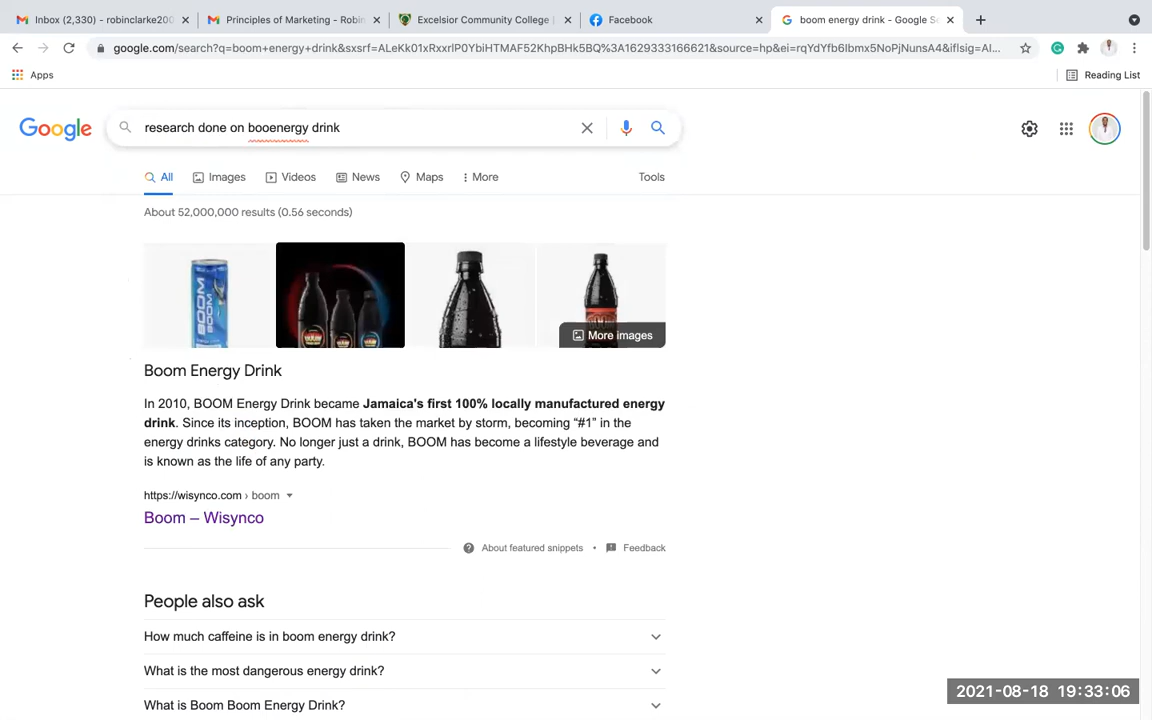 Inbox (2,330) - robinclarke200
Principles of Marketing - Robin
Excelsior Community College |
Facebook
boom energy drink - Google Se
google.com/search?q=boom+energy+drink&sxsrf=ALeKk01xRxxrlP0YbiHTMAF52KhpBHk5BQ%3A1629333166621&source=hp&ei=rqYdYfb6Ibmx5NoPjNunsA4&iflsig=AI...
Apps
Reading List
Google
research done on booenergy drink
All
Images
Videos
News
Maps
More
Tools
About 52,000,000 results (0.56 seconds)
BOOM BOOM
More images
Boom Energy Drink
In 2010, BOOM Energy Drink became Jamaica's first 100% locally manufactured energy
drink. Since its inception, BOOM has taken the market by storm, becoming “#1” in the
energy drinks category. No longer just a drink, BOOM has become a lifestyle beverage and
is known as the life of any party.
https://wisynco.com › boom
Boom – Wisynco
About featured snippets • Feedback
People also ask
How much caffeine is in boom energy drink?
What is the most dangerous energy drink?
What is Boom Boom Energy Drink?
2021-08-18 19:33:06